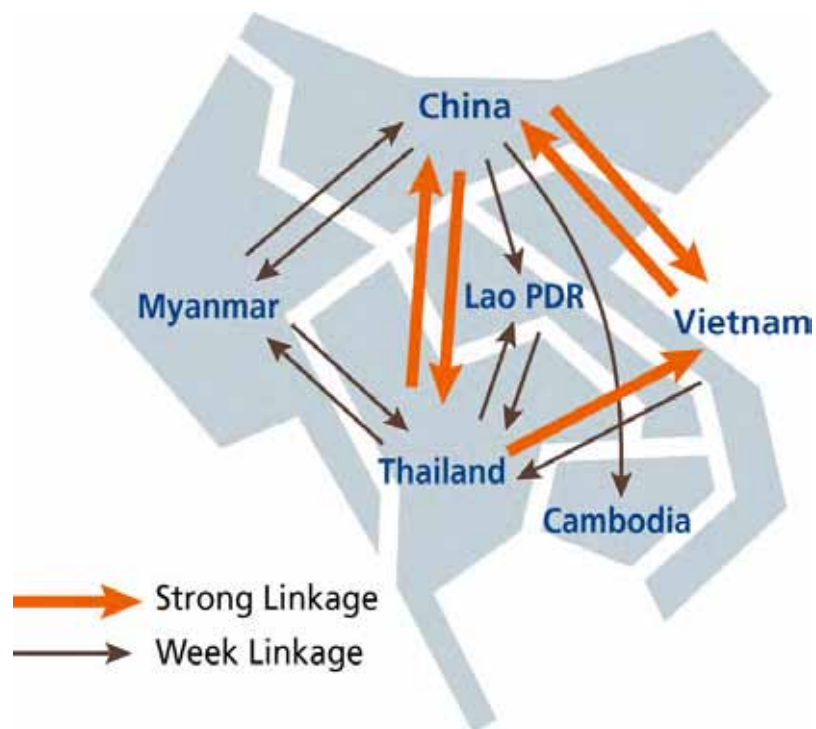 China
Myanmar
Lao PDR
Vietnam
Thailand
Cambodia
Strong Linkage
Week Linkage